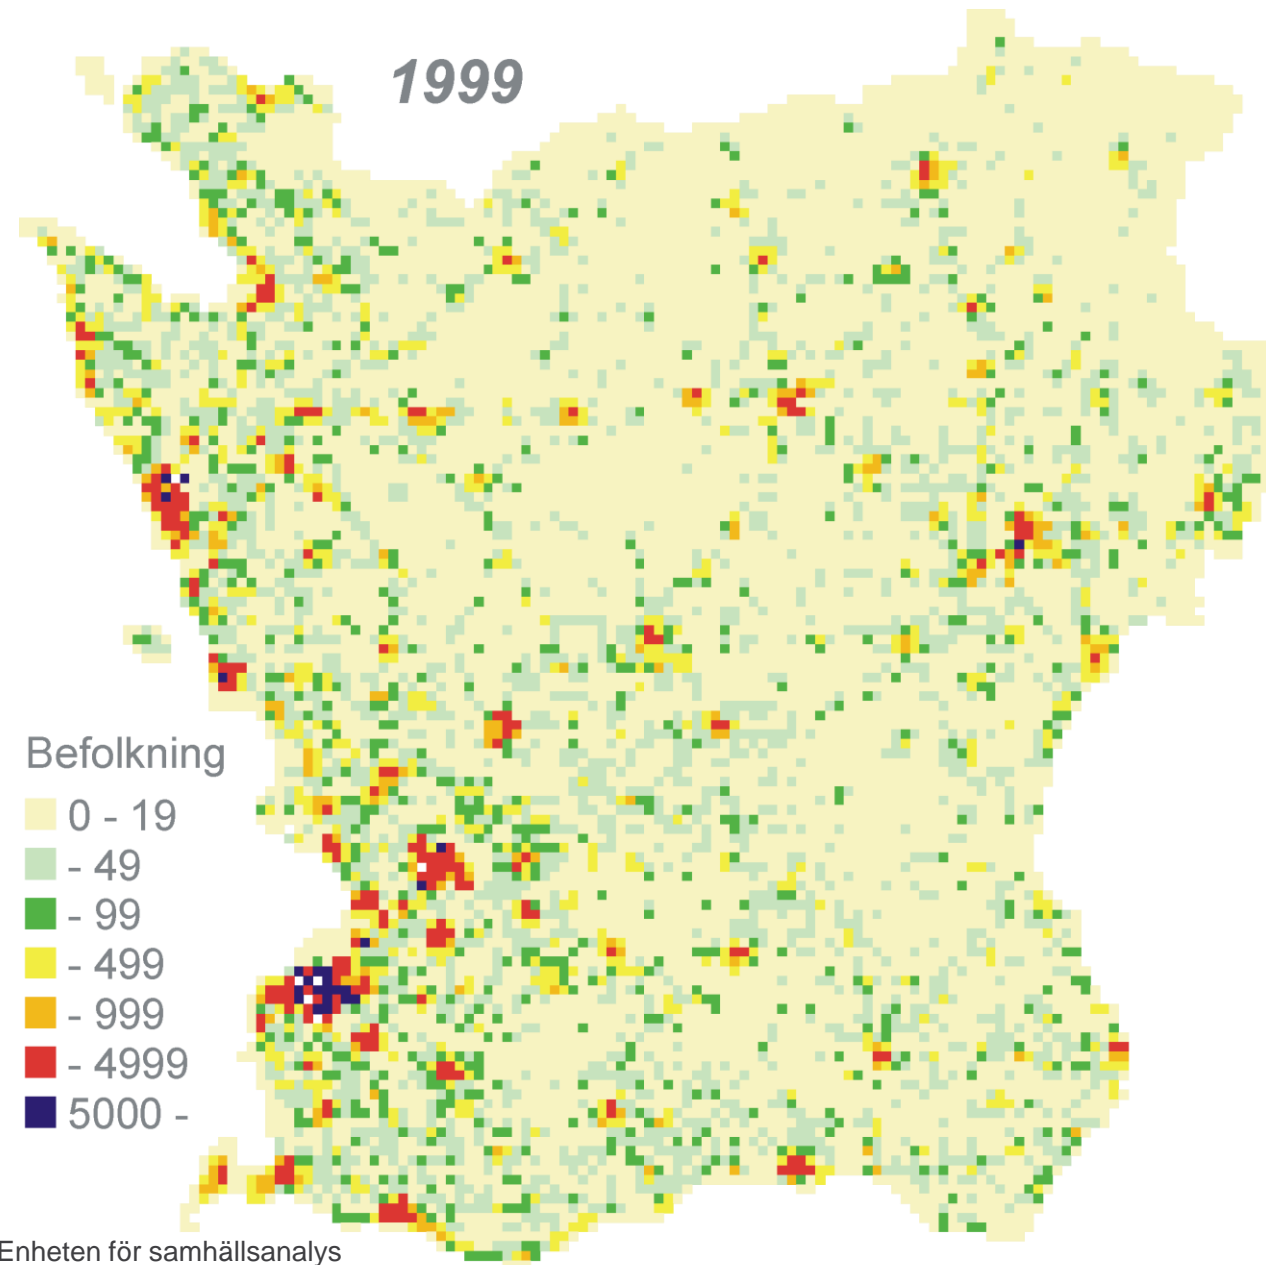 1999
Befolkning
0 - 19
- 49
- 99
- 499
- 999
- 4999
5000 -
Enheten för samhällsanalys